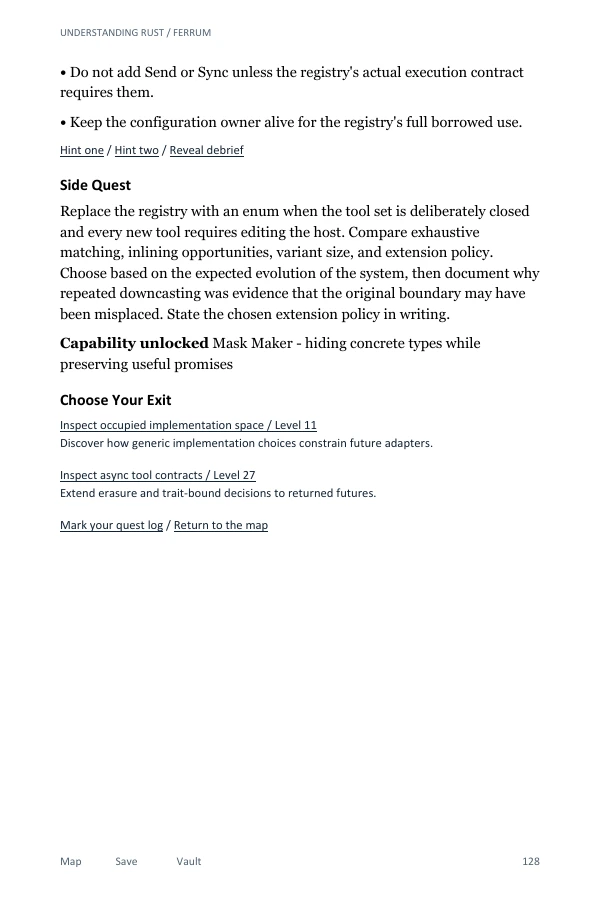 UNDERSTANDING RUST / FERRUM
• Do not add Send or Sync unless the registry's actual execution contract
requires them.
• Keep the configuration owner alive for the registry's full borrowed use.
Hint one / Hint two / Reveal debrief
Side Quest
Replace the registry with an enum when the tool set is deliberately closed
and every new tool requires editing the host. Compare exhaustive
matching, inlining opportunities, variant size, and extension policy.
Choose based on the expected evolution of the system, then document why
repeated downcasting was evidence that the original boundary may have
been misplaced. State the chosen extension policy in writing.
Capability unlocked Mask Maker - hiding concrete types while
preserving useful promises
Choose Your Exit
Inspect occupied implementation space / Level 11
Discover how generic implementation choices constrain future adapters.
Inspect async tool contracts / Level 27
Extend erasure and trait-bound decisions to returned futures.
Mark your quest log / Return to the map
Map Save Vault 128